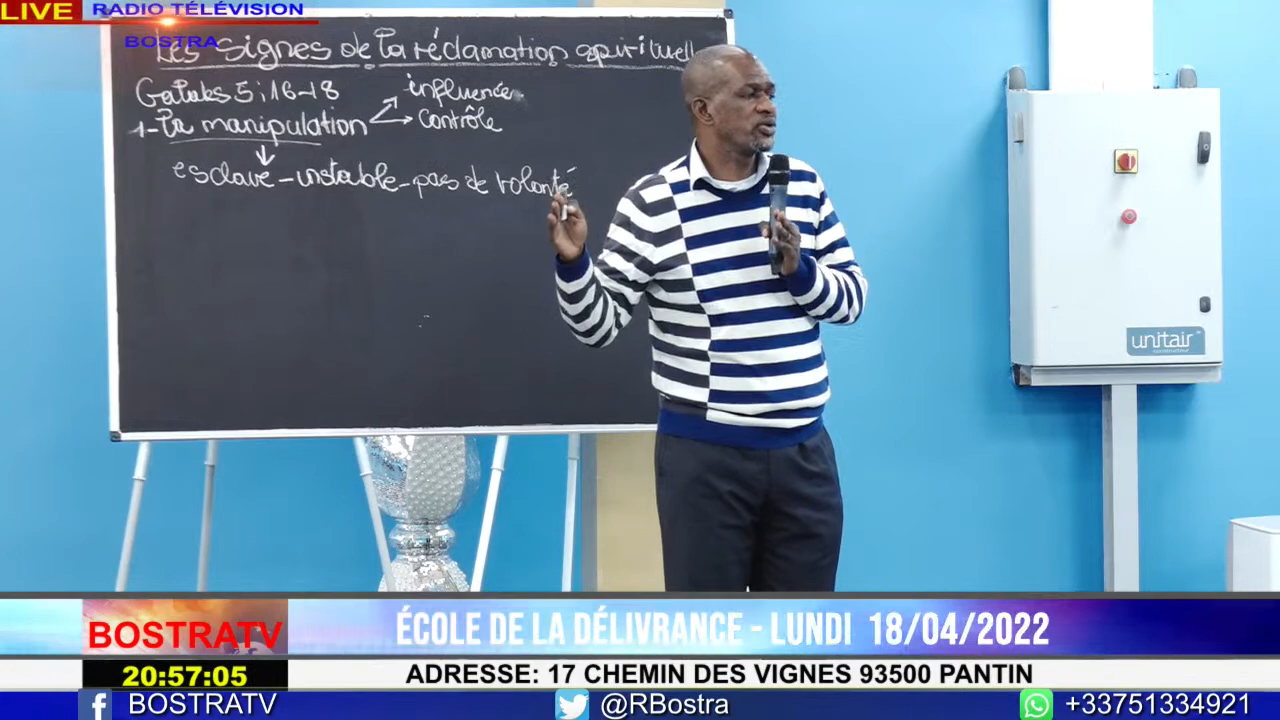 LIVE RADIO TÉLÉVISION
BOSTRA
Les signes de la réclamation spirituell
Galates 5:16-18
1- la manipulation
influence
contrôle
esclave - instable - pas de volonté
unitair
BOSTRATV
ÉCOLE DE LA DÉLIVRANCE - LUNDI 18/04/2022
20:57:05
ADRESSE: 17 CHEMIN DES VIGNES 93500 PANTIN
BOSTRATV
@RBostra
+33751334921